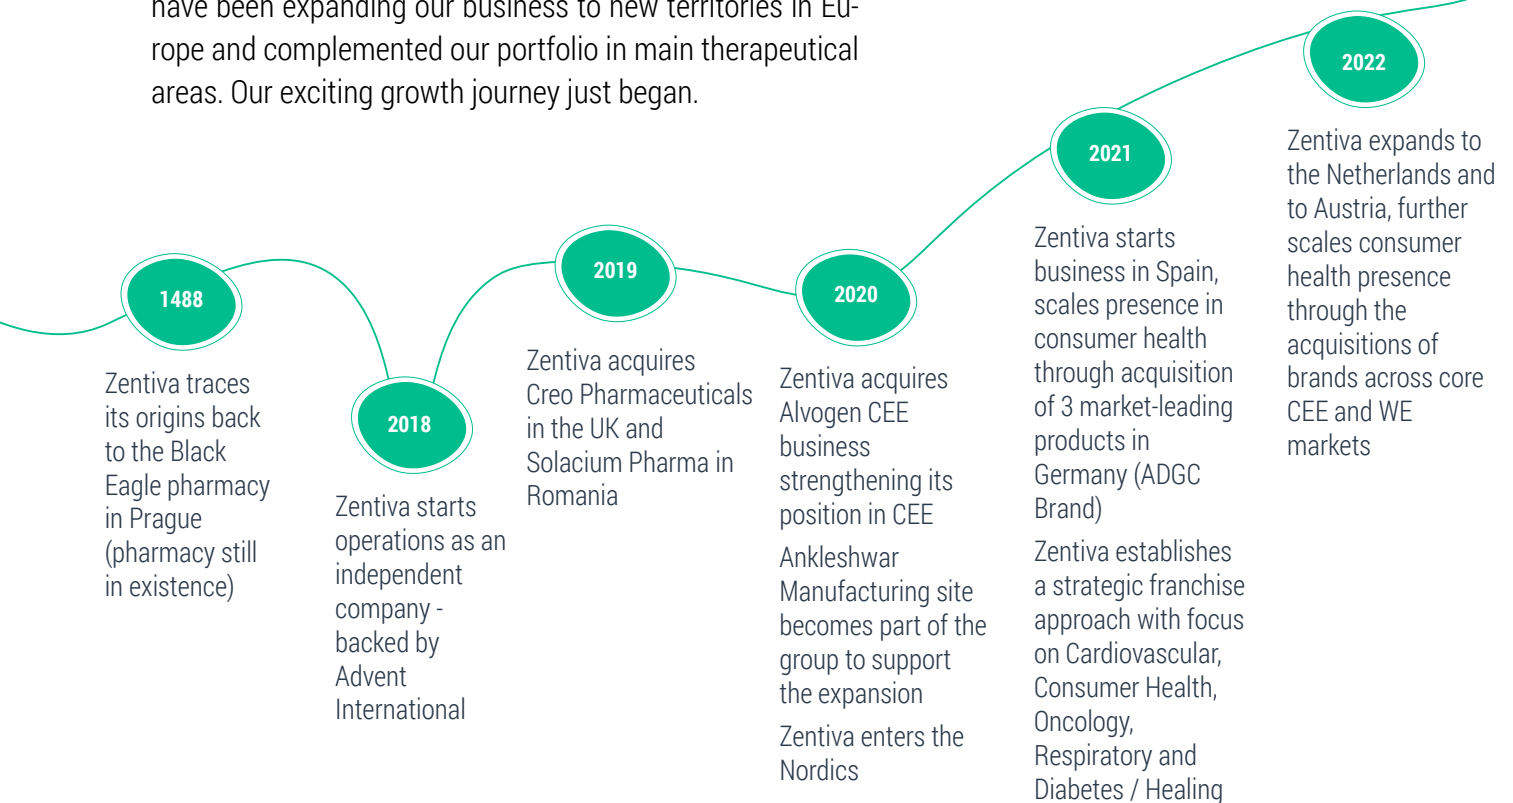 have been expanding our business to new territories in Eu-
rope and complemented our portfolio in main therapeutical
areas. Our exciting growth journey just began.
1488
Zentiva traces
its origins back
to the Black
Eagle pharmacy
in Prague
(pharmacy still
in existence)
2018
Zentiva starts
operations as an
independent
company -
backed by
Advent
International
2019
Zentiva acquires
Creo Pharmaceuticals
in the UK and
Solacium Pharma in
Romania
2020
Zentiva acquires
Alvogen CEE
business
strengthening its
position in CEE
Ankleshwar
Manufacturing site
becomes part of the
group to support
the expansion
Zentiva enters the
Nordics
2021
Zentiva starts
business in Spain,
scales presence in
consumer health
through acquisition
of 3 market-leading
products in
Germany (ADGC
Brand)
Zentiva establishes
a strategic franchise
approach with focus
on Cardiovascular,
Consumer Health,
Oncology,
Respiratory and
Diabetes / Healing
2022
Zentiva expands to
the Netherlands and
to Austria, further
scales consumer
health presence
through the
acquisitions of
brands across core
CEE and WE
markets